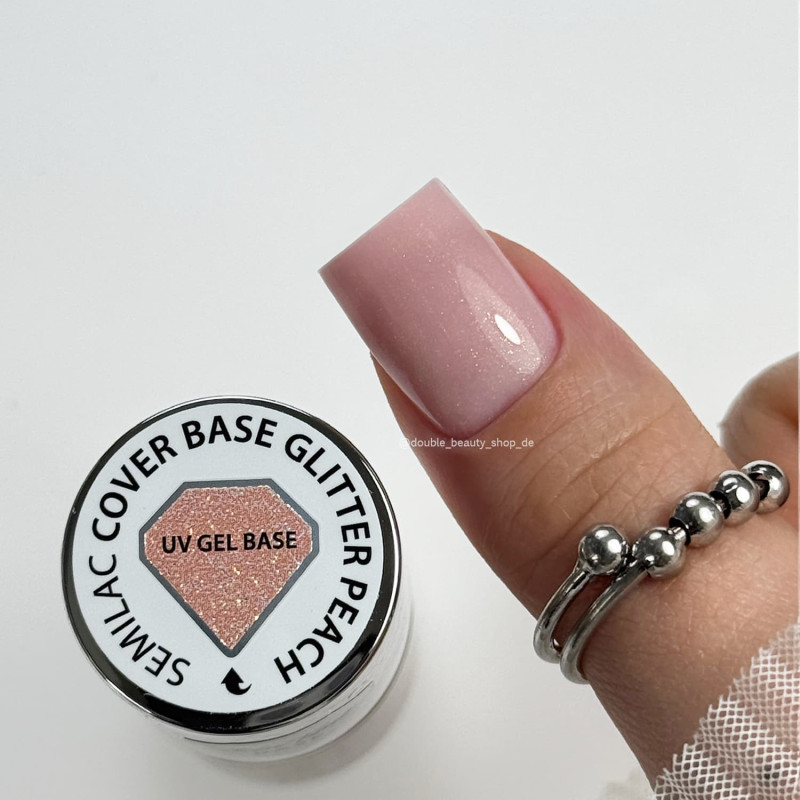 SEMILAC COVER BASE GLITTER PEACH
UV GEL BASE
@double_beauty_shop_de